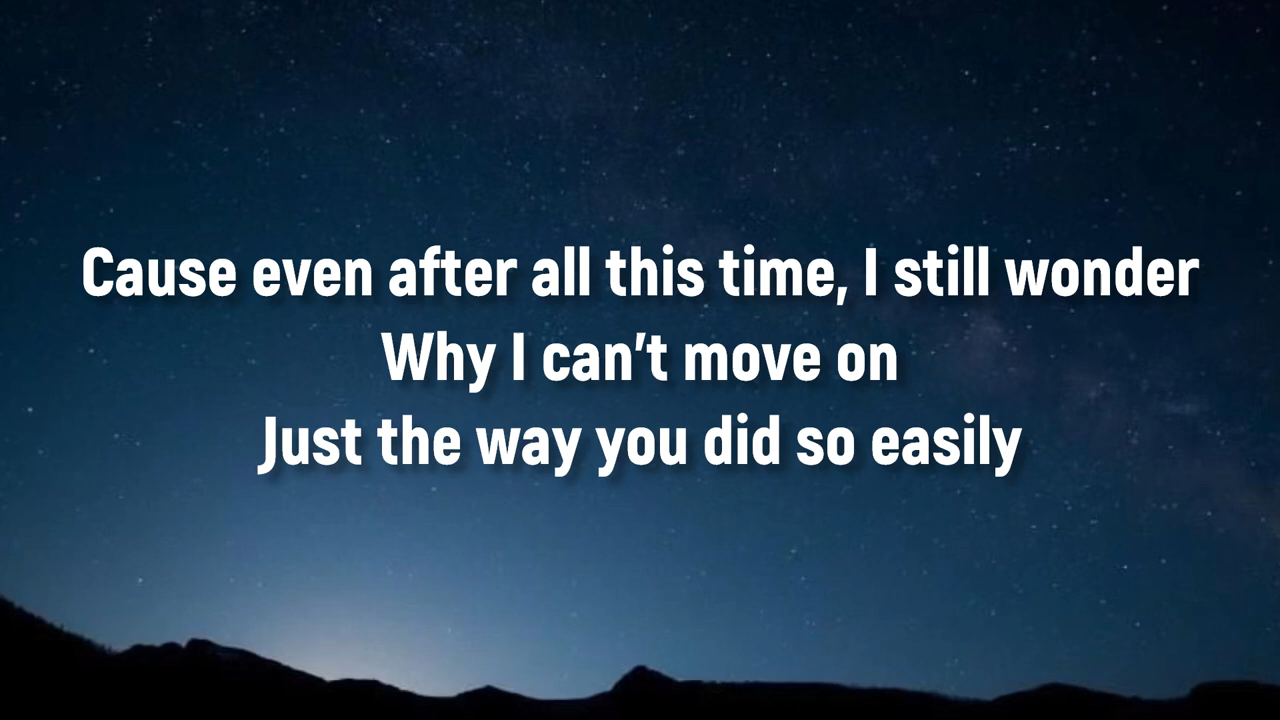 Cause even after all this time, I still wonder
Why I can't move on
Just the way you did so easily